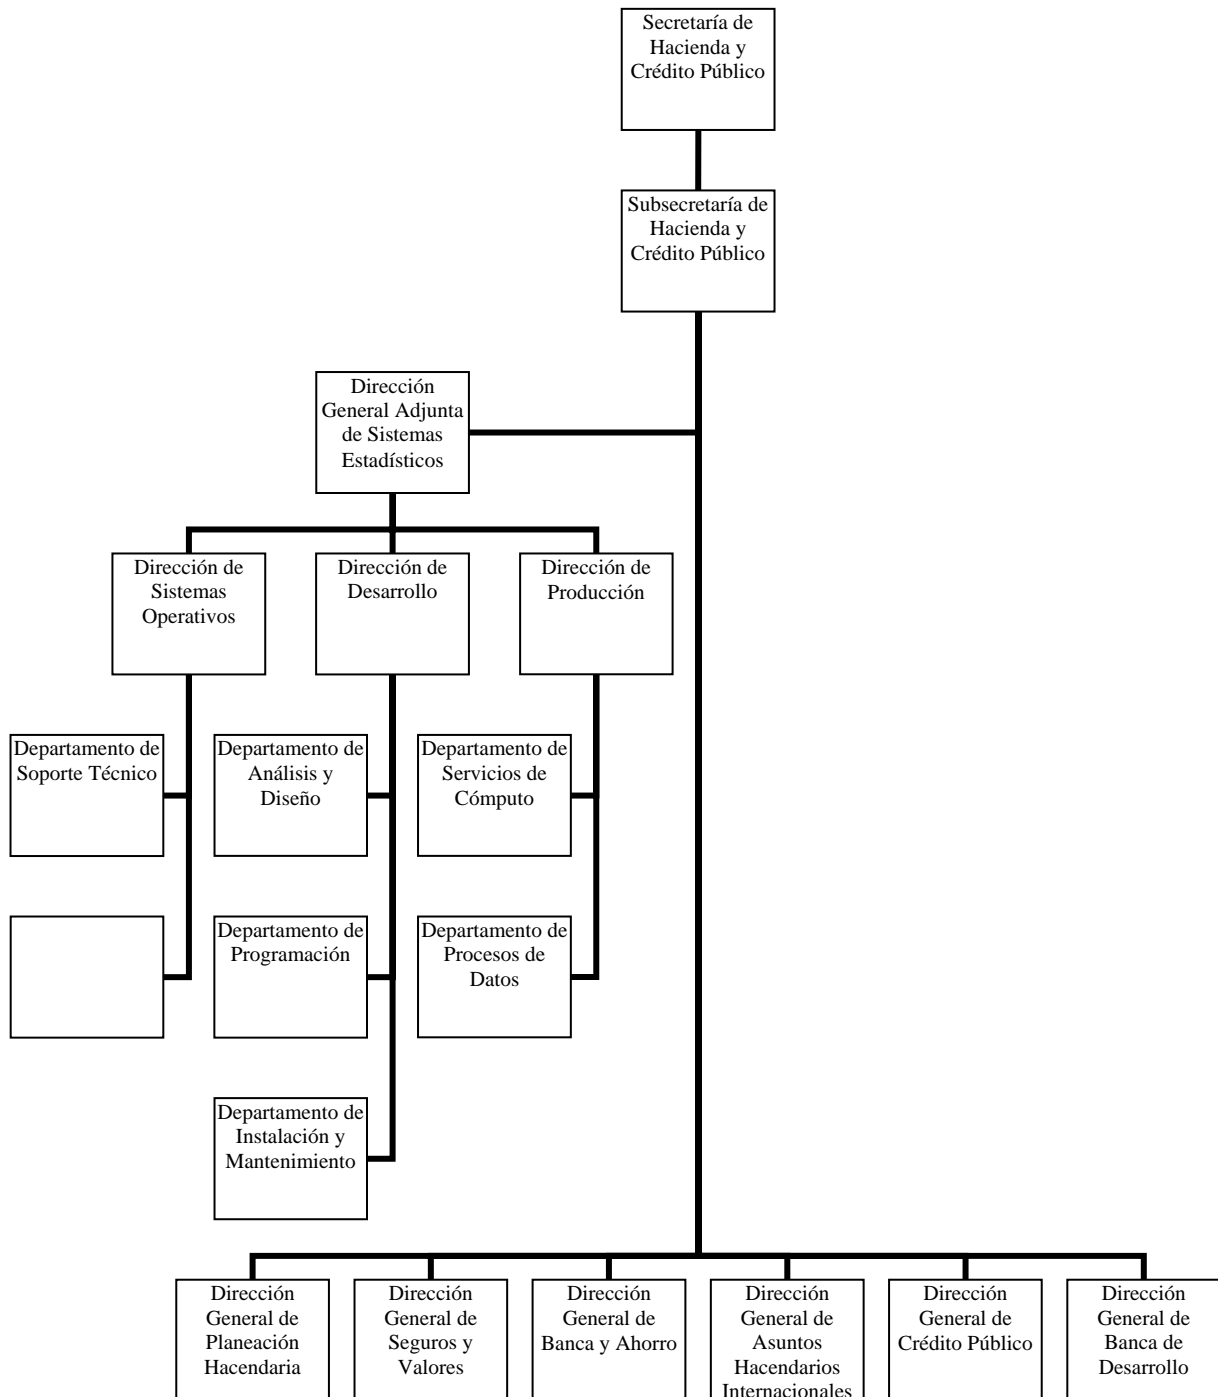 Secretaría de
Hacienda y
Crédito Público
Subsecretaría de
Hacienda y
Crédito Público
Dirección
General Adjunta
de Sistemas
Estadísticos
Dirección de
Sistemas
Operativos
Dirección de
Desarrollo
Dirección de
Producción
Departamento de
Soporte Técnico
Departamento de
Análisis y
Diseño
Departamento de
Servicios de
Cómputo
Departamento de
Programación
Departamento de
Procesos de
Datos
Departamento de
Instalación y
Mantenimiento
Dirección
General de
Planeación
Hacendaria
Dirección
General de
Seguros y
Valores
Dirección
General de
Banca y Ahorro
Dirección
General de
Asuntos
Hacendarios
Internacionales
Dirección
General de
Crédito Público
Dirección
General de
Banca de
Desarrollo